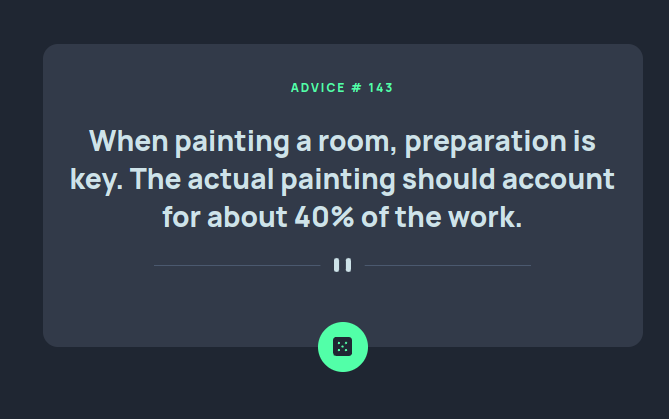 ADVICE # 143
When painting a room, preparation is
key. The actual painting should account
for about 40% of the work.